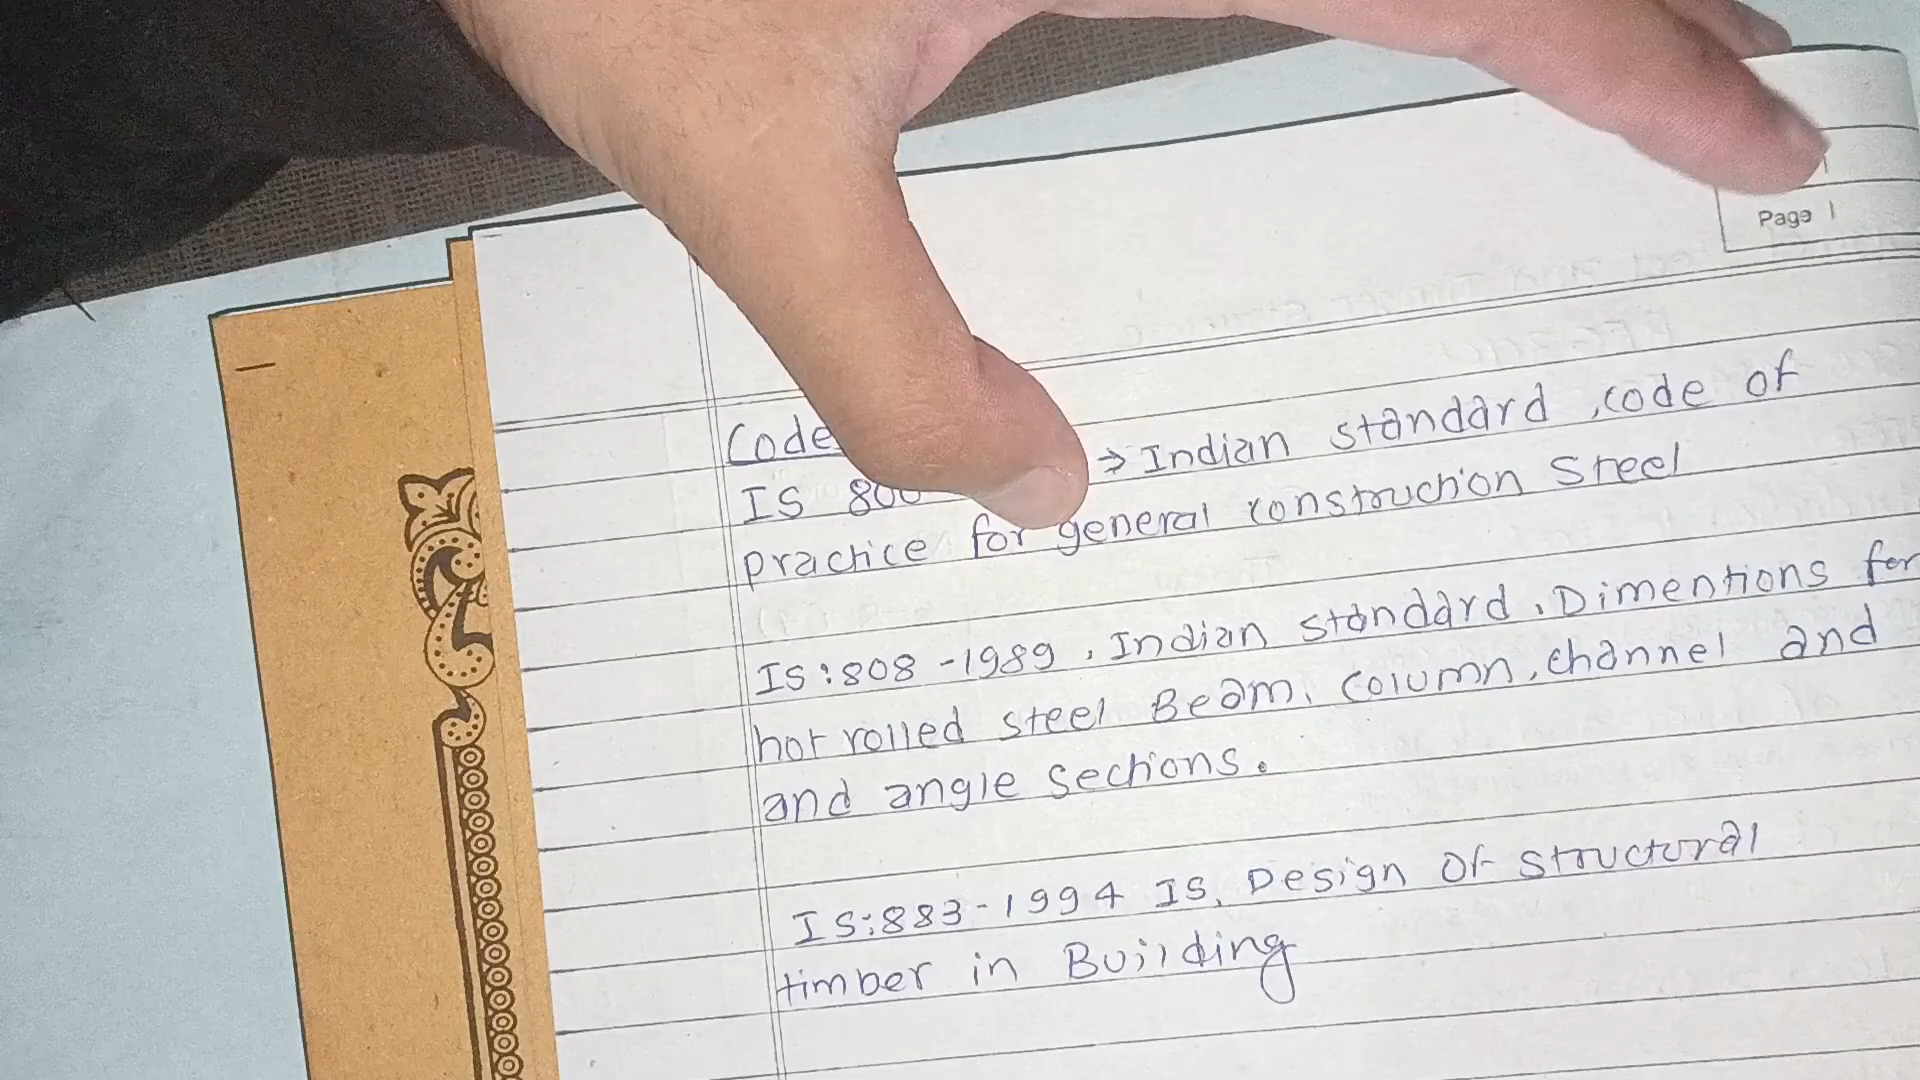 Page 1
Code
IS 800 → Indian standard, code of
practice for general construction Steel
IS:808-1989, Indian standard, Dimentions for
hot rolled steel Beam, column, channel and
and angle sections.
IS:883-1994 IS, Design Of structural
timber in Building